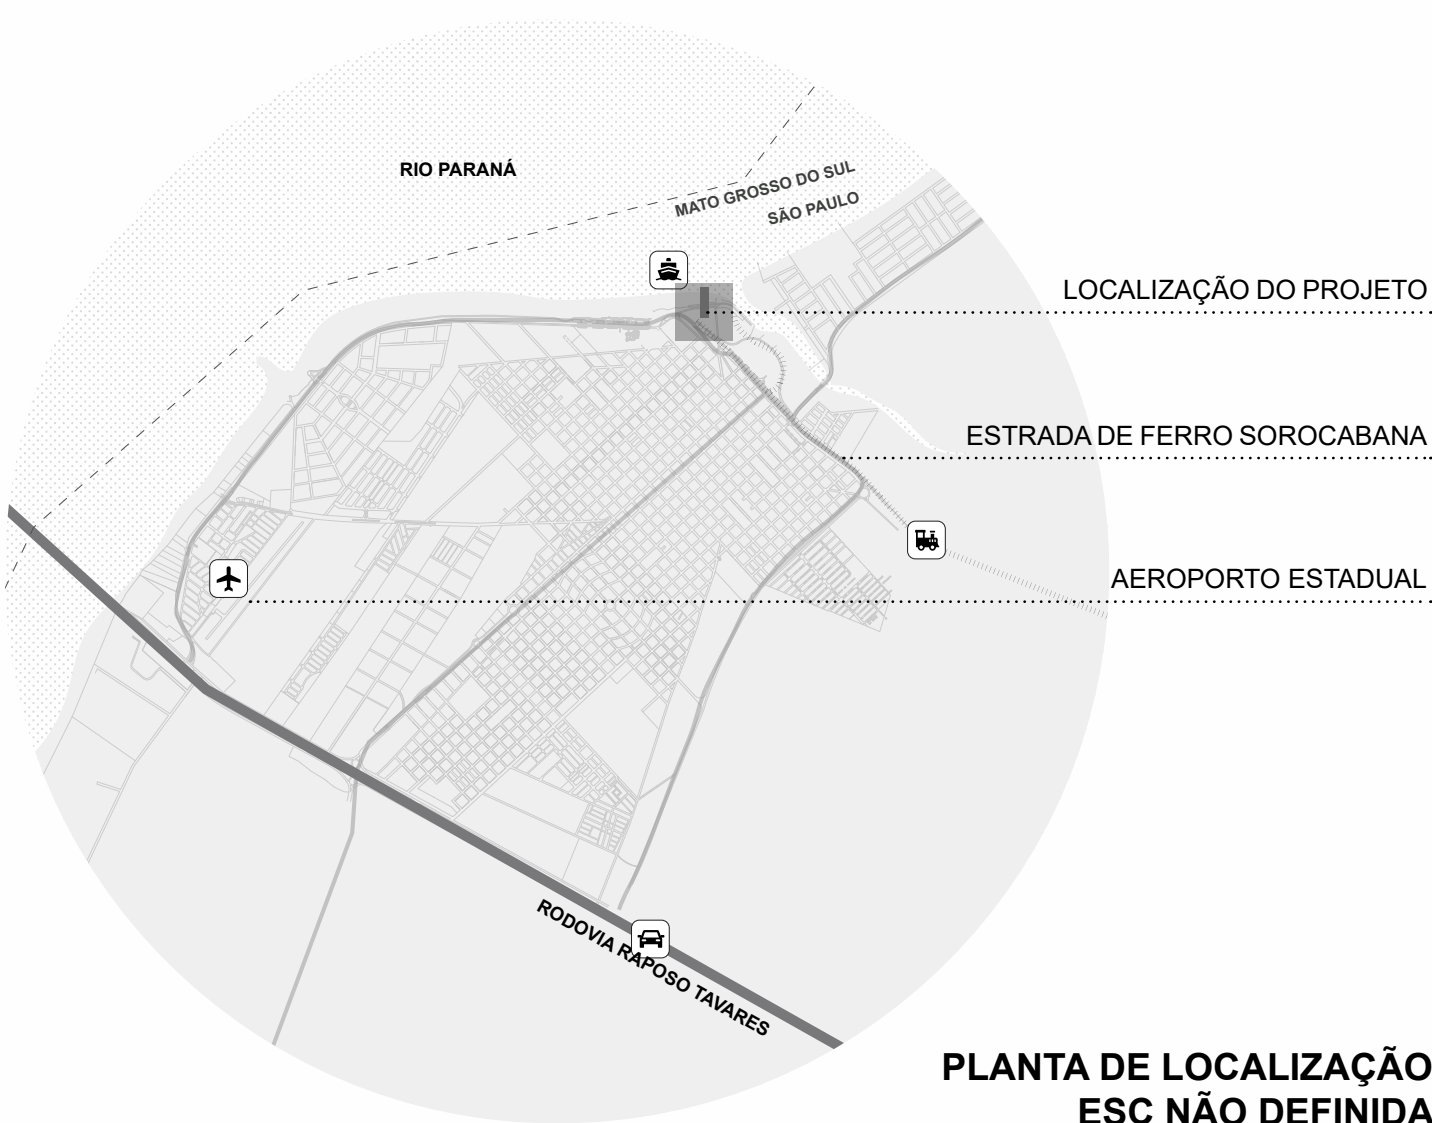 RIO PARANÁ
MATO GROSSO DO SUL
SÃO PAULO
LOCALIZAÇÃO DO PROJETO
ESTRADA DE FERRO SOROCABANA
AEROPORTO ESTADUAL
RODOVIA RAPOSO TAVARES
PLANTA DE LOCALIZAÇÃO
ESC NÃO DEFINIDA